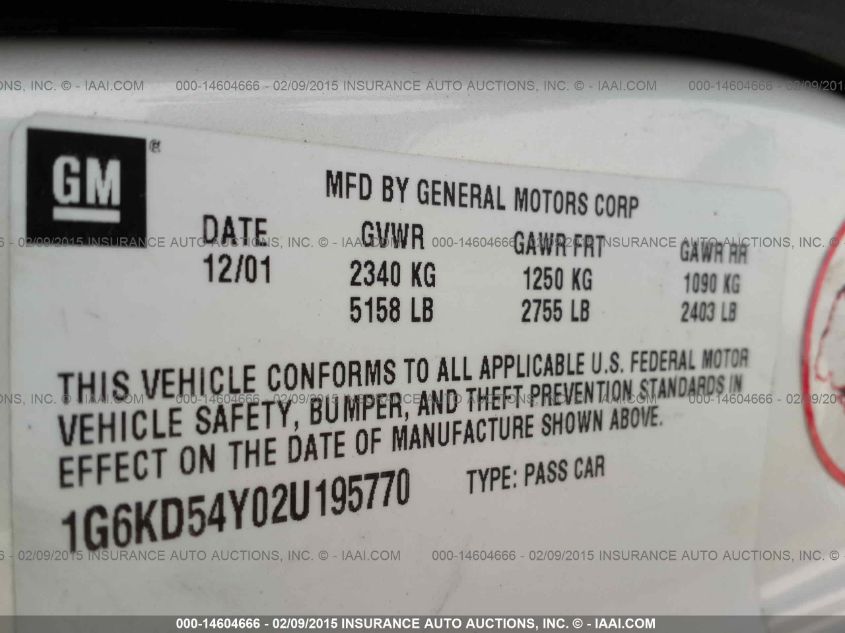 GM®
MFD BY GENERAL MOTORS CORP
DATE GVWR GAWR FRT GAWR RR
12/01 2340 KG 1250 KG 1090 KG
5158 LB 2755 LB 2403 LB
THIS VEHICLE CONFORMS TO ALL APPLICABLE U.S. FEDERAL MOTOR
VEHICLE SAFETY, BUMPER, AND THEFT PREVENTION STANDARDS IN
EFFECT ON THE DATE OF MANUFACTURE SHOWN ABOVE.
1G6KD54Y02U195770 TYPE: PASS CAR
000-14604666 - 02/09/2015 INSURANCE AUTO AUCTIONS, INC. © - IAAI.COM